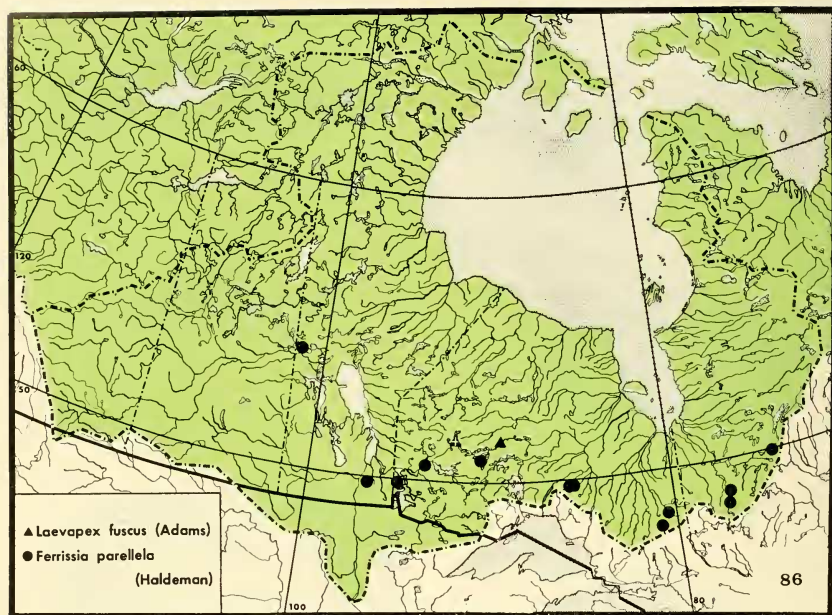 60
120
50
▲ Laevapex fuscus (Adams)
● Ferrissia parellela
(Haldeman)
100
80
86